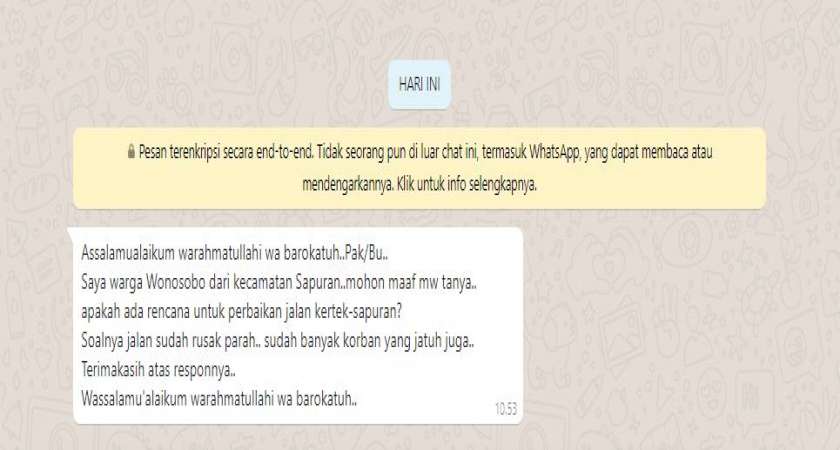 HARI INI
Pesan terenkripsi secara end-to-end. Tidak seorang pun di luar chat ini, termasuk WhatsApp, yang dapat membaca atau
mendengarkannya. Klik untuk info selengkapnya.
Assalamualaikum warahmatullahi wa barokatuh..Pak/Bu..
Saya warga Wonosobo dari kecamatan Sapuran..mohon maaf mw tanya..
apakah ada rencana untuk perbaikan jalan kertek-sapuran?
Soalnya jalan sudah rusak parah.. sudah banyak korban yang jatuh juga..
Terimakasih atas responnya..
Wassalamu'alaikum warahmatullahi wa barokatuh..
10.53